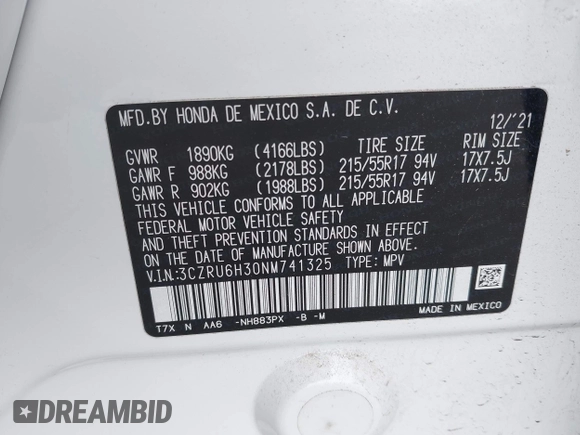 MFD.BY HONDA DE MEXICO S.A. DE C.V.
12/'21
GVWR 1890KG (4166LBS) TIRE SIZE RIM SIZE
GAWR F 988KG (2178LBS) 215/55R17 94V 17X7.5J
GAWR R 902KG (1988LBS) 215/55R17 94V 17X7.5J
THIS VEHICLE CONFORMS TO ALL APPLICABLE
FEDERAL MOTOR VEHICLE SAFETY
AND THEFT PREVENTION STANDARDS IN EFFECT
ON THE DATE OF MANUFACTURE SHOWN ABOVE.
V.I.N.:3CZRU6H30NM741325 TYPE: MPV
T7X N AA6 -NH883PX -B -M
MADE IN MEXICO
DREAMBID